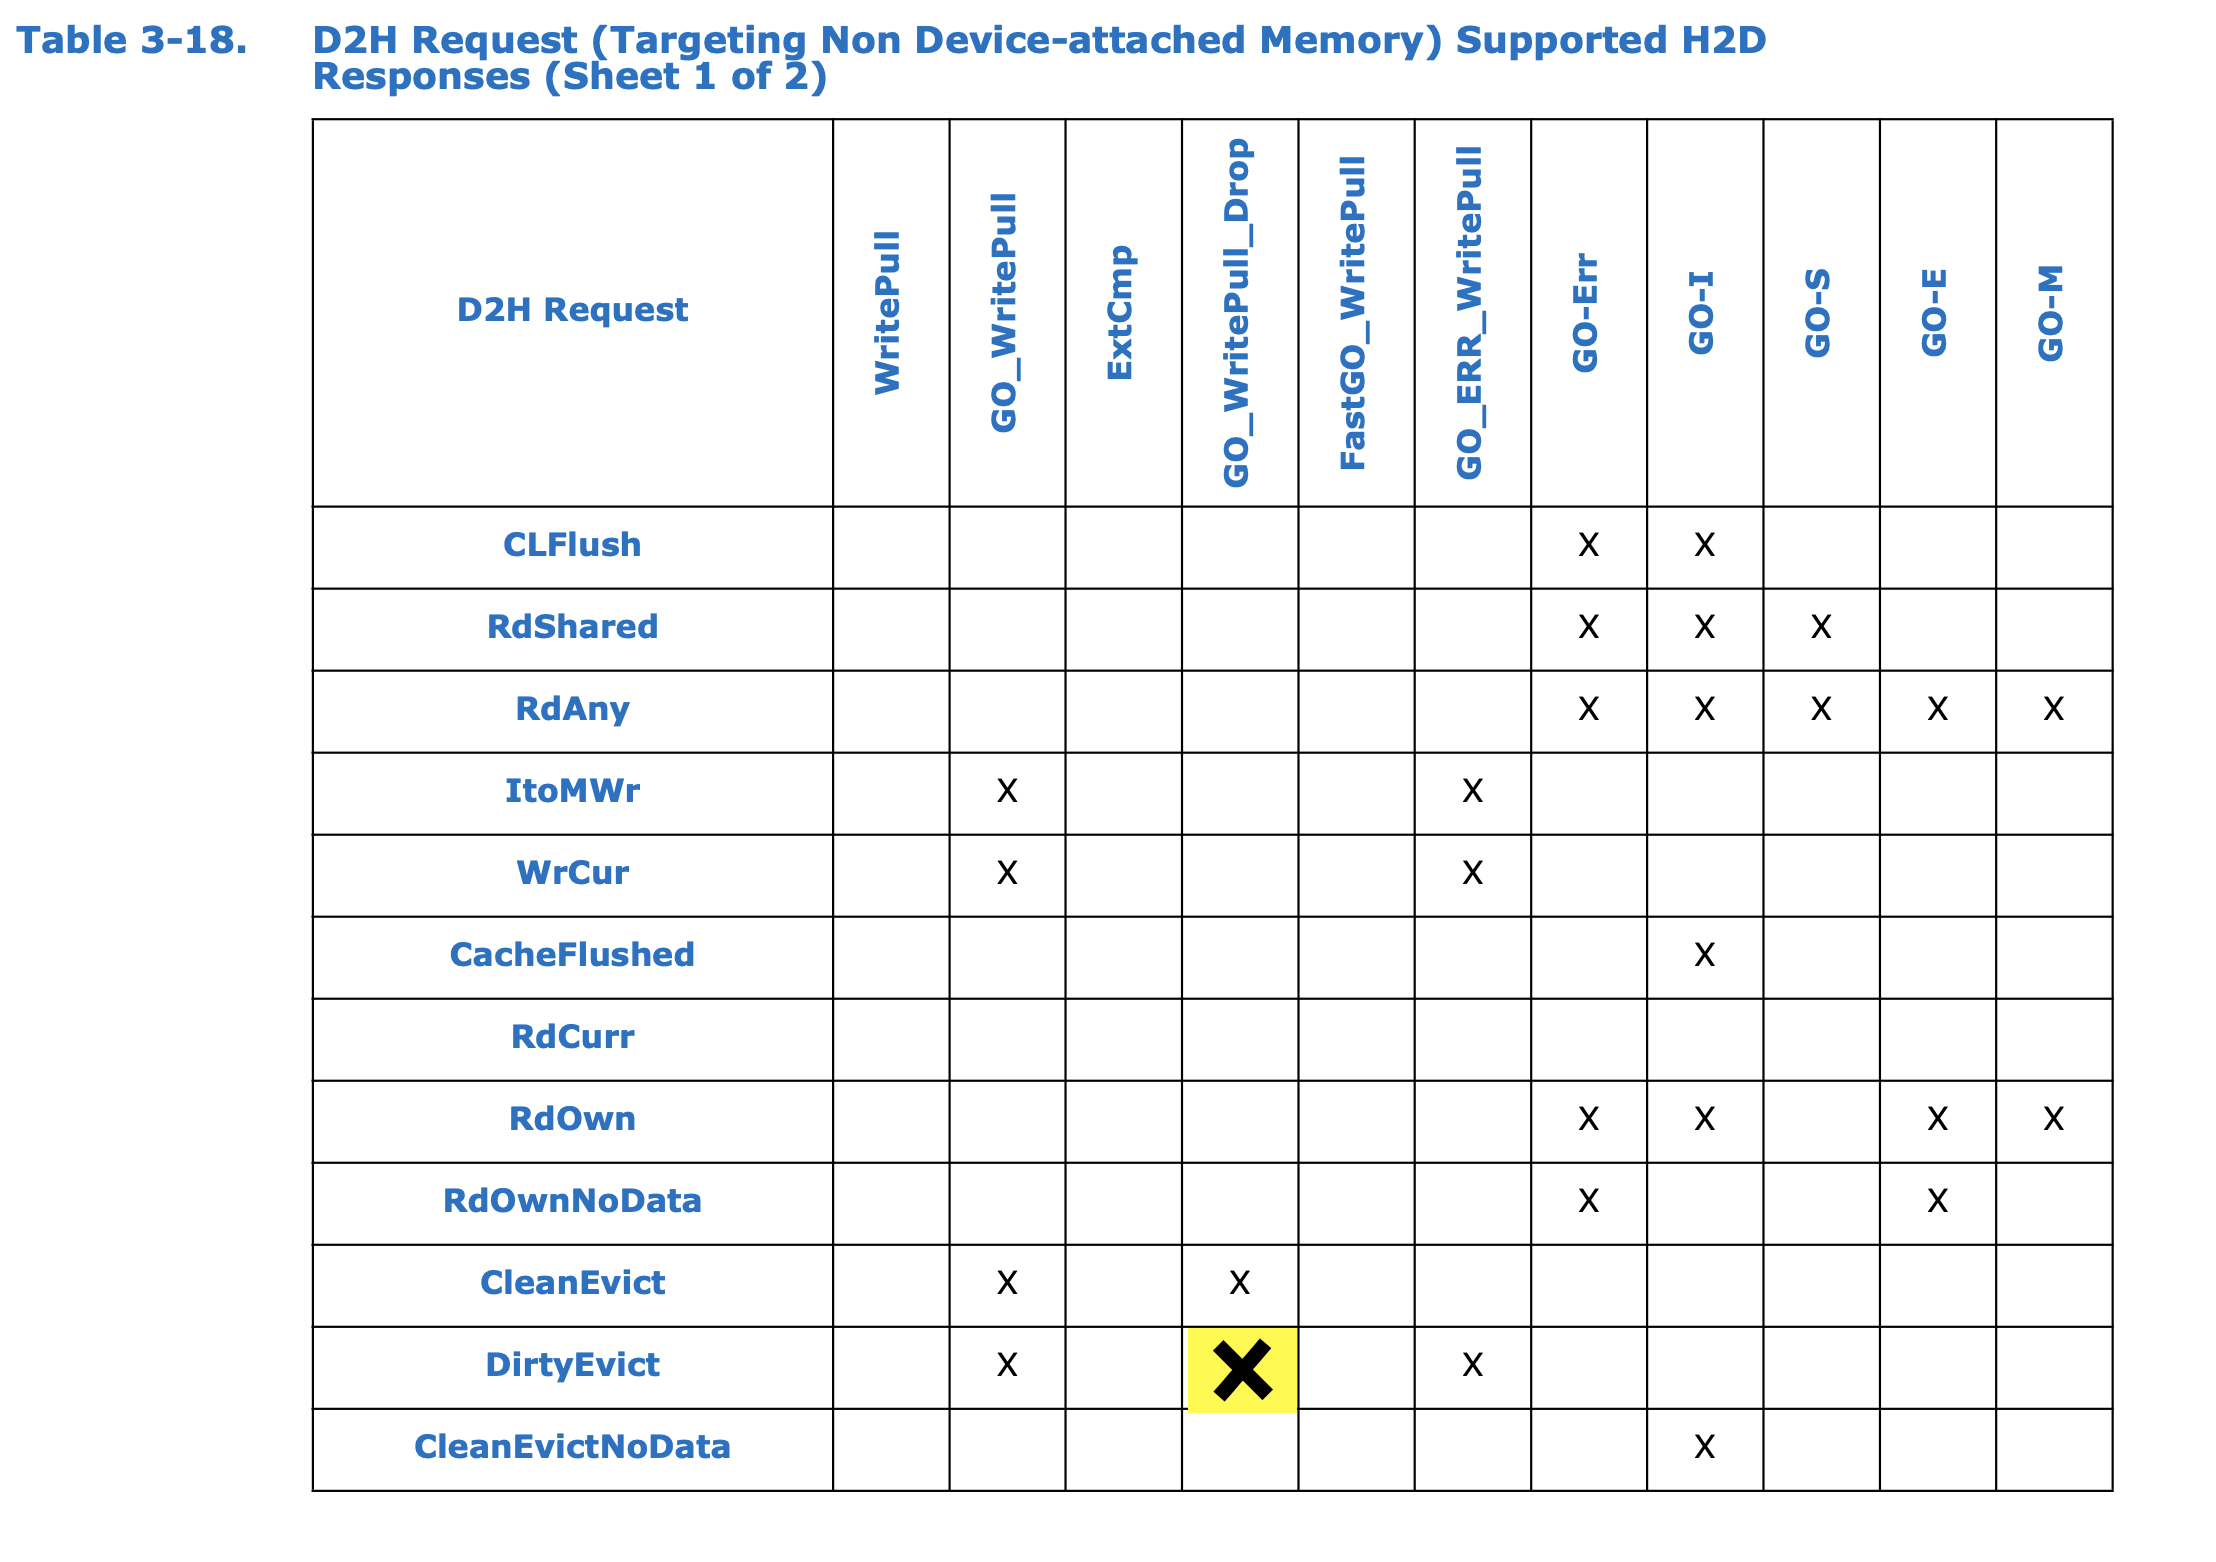 Table 3-18. D2H Request (Targeting Non Device-attached Memory) Supported H2D
Responses (Sheet 1 of 2)
D2H Request WritePull GO_WritePull ExtCmp GO_WritePull_Drop FastGO_WritePull GO_ERR_WritePull GO-Err GO-I GO-S GO-E GO-M
CLFlush X X
RdShared X X X
RdAny X X X X X
ItoMWr X X
WrCur X X
CacheFlushed X
RdCurr
RdOwn X X X X
RdOwnNoData X X
CleanEvict X X
DirtyEvict X X X
CleanEvictNoData X